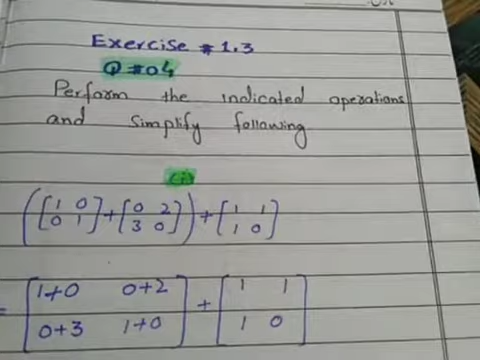 Exercise # 1.3
Q # 04
Perform the indicated operations
and simplify following
(i)
([1 0
0 1] + [0 2
3 0]) + [1 1
1 0]
= [1+0 0+2
0+3 1+0] + [1 1
1 0]